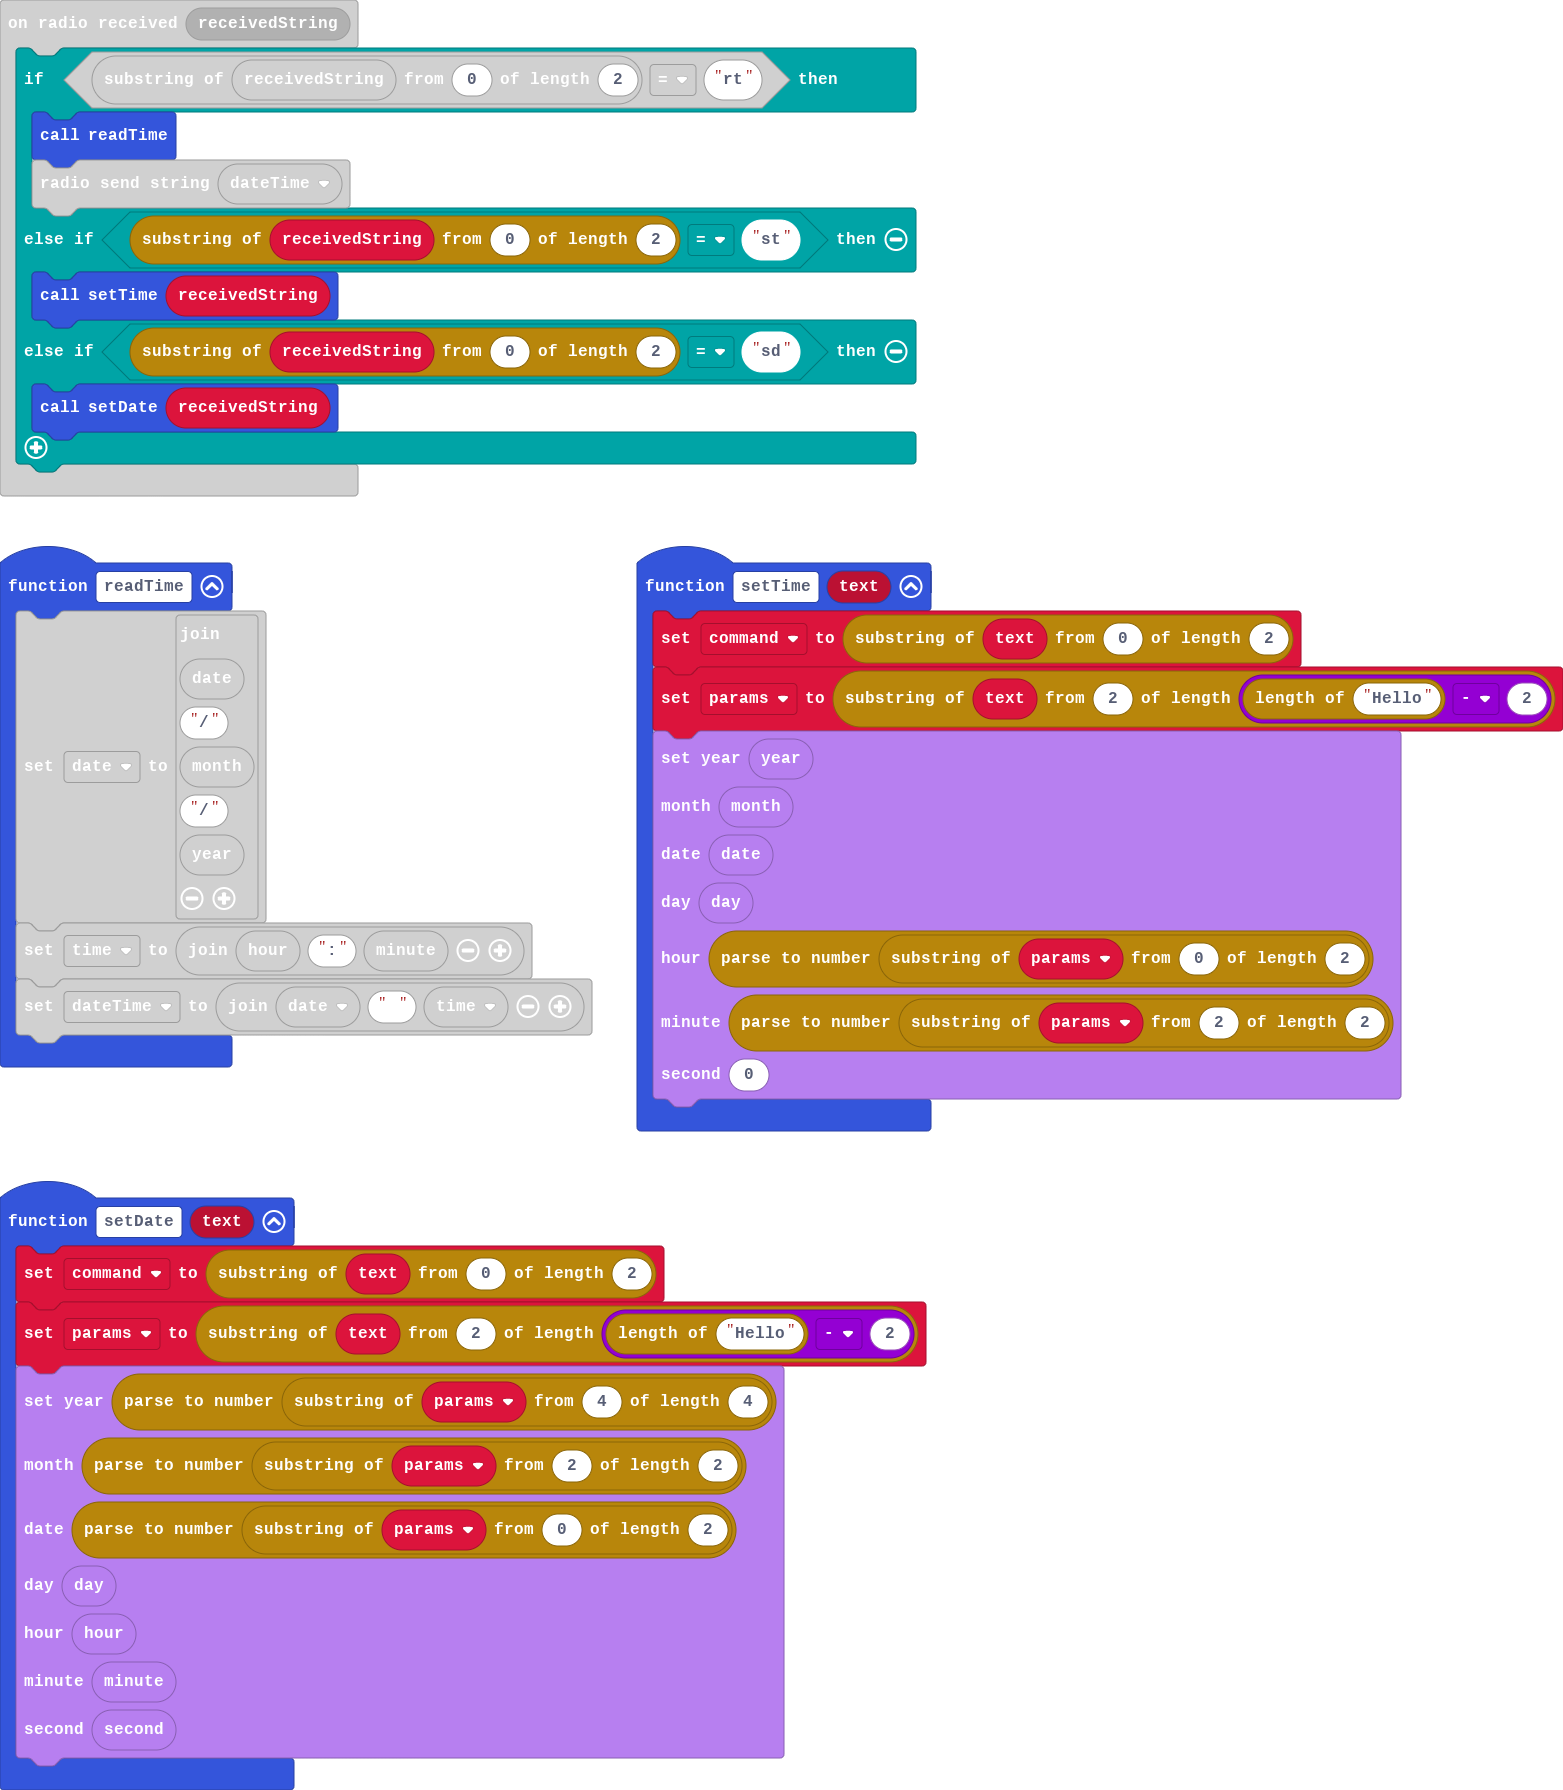 on radio received receivedString
if substring of receivedString from 0 of length 2 = "rt" then
call readTime
radio send string dateTime
else if substring of receivedString from 0 of length 2 = "st" then
call setTime receivedString
else if substring of receivedString from 0 of length 2 = "sd" then
call setDate receivedString
function readTime
join
date
"/"
set date to month
"/"
year
set time to join hour ":" minute
set dateTime to join date " " time
function setTime text
set command to substring of text from 0 of length 2
set params to substring of text from 2 of length length of "Hello" - 2
set year year
month month
date date
day day
hour parse to number substring of params from 0 of length 2
minute parse to number substring of params from 2 of length 2
second 0
function setDate text
set command to substring of text from 0 of length 2
set params to substring of text from 2 of length length of "Hello" - 2
set year parse to number substring of params from 4 of length 4
month parse to number substring of params from 2 of length 2
date parse to number substring of params from 0 of length 2
day day
hour hour
minute minute
second second